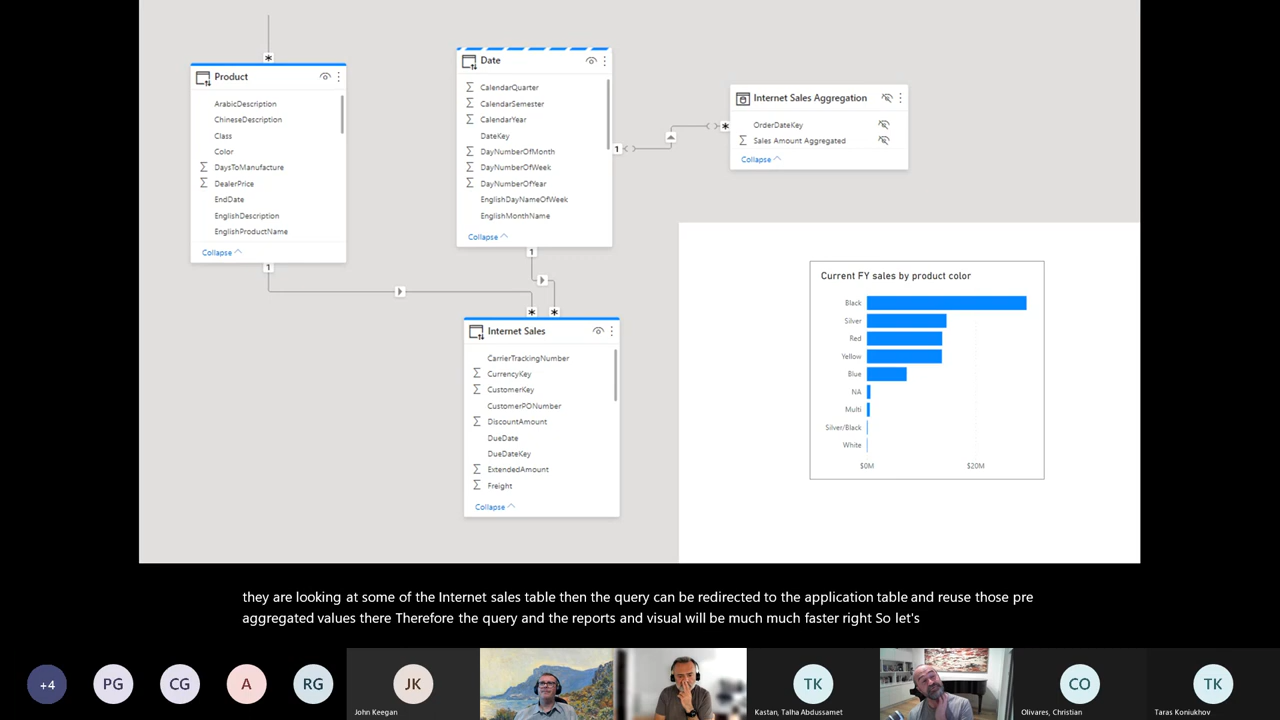 Product
ArabicDescription
ChineseDescription
Class
Color
DaysToManufacture
DealerPrice
EndDate
EnglishDescription
EnglishProductName
Collapse
*
1
Date
CalendarQuarter
CalendarSemester
CalendarYear
DateKey
DayNumberOfMonth
DayNumberOfWeek
DayNumberOfYear
EnglishDayNameOfWeek
EnglishMonthName
Collapse
1
1
*
Internet Sales Aggregation
OrderDateKey
Sales Amount Aggregated
Collapse
* *
Internet Sales
CarrierTrackingNumber
CurrencyKey
CustomerKey
CustomerPONumber
DiscountAmount
DueDate
DueDateKey
ExtendedAmount
Freight
Collapse
Current FY sales by product color
Black
Silver
Red
Yellow
Blue
NA
Multi
Silver/Black
White
$0M $20M
they are looking at some of the Internet sales table then the query can be redirected to the application table and reuse those pre
aggregated values there Therefore the query and the reports and visual will be much much faster right So let's
+4 PG CG A RG JK TK CO TK
John Keegan Kastan, Talha Abdussamet Olivares, Christian Taras Koniukhov